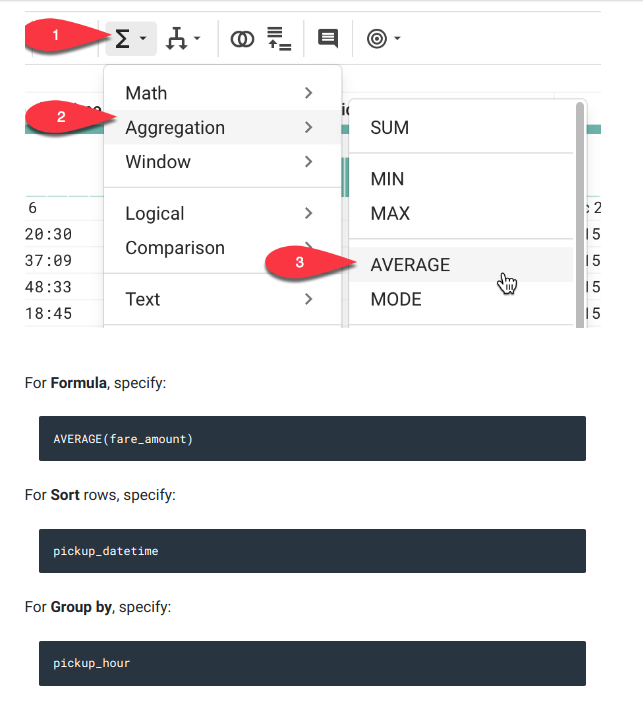 1
Math
2
Aggregation
SUM
Window
MIN
6
Logical
MAX
20:30
37:09
Comparison
3
AVERAGE
48:33
Text
MODE
18:45
For Formula, specify:
AVERAGE(fare_amount)
For Sort rows, specify:
pickup_datetime
For Group by, specify:
pickup_hour